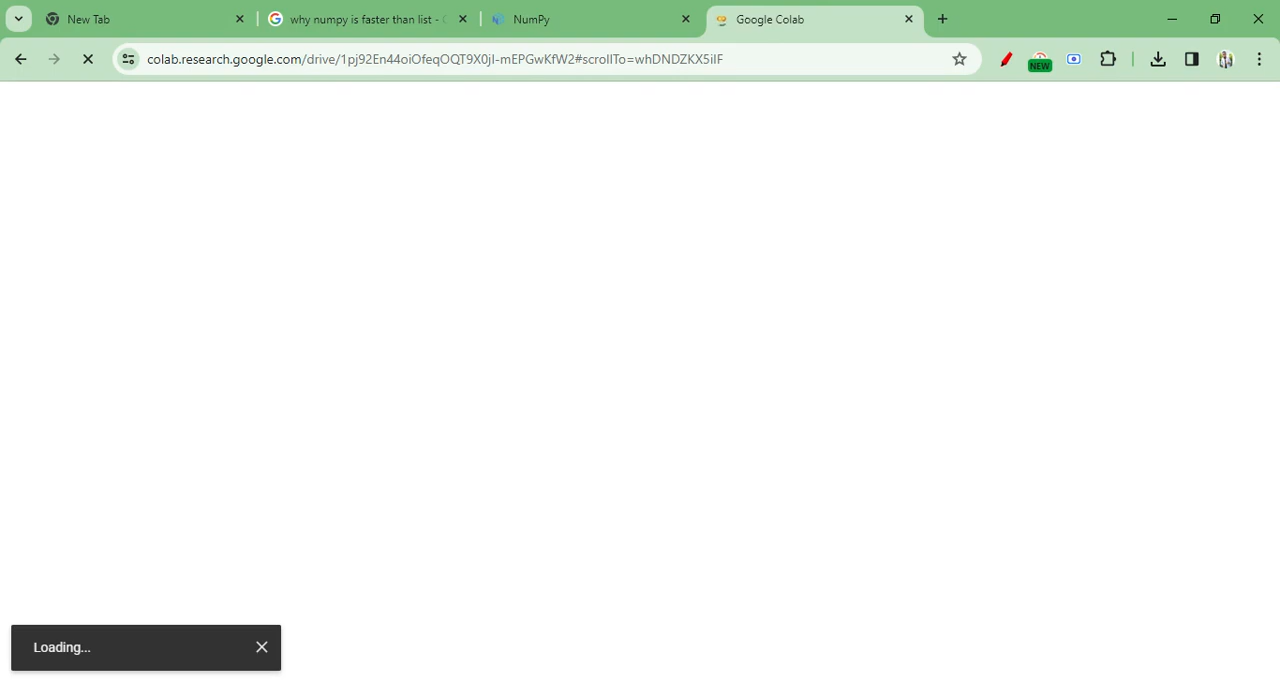 New Tab
why numpy is faster than list -
NumPy
Google Colab
colab.research.google.com/drive/1pj92En44oiOfeqOQT9X0jI-mEPGwKfW2#scrollTo=whDNDZKX5iIF
NEW
Loading...